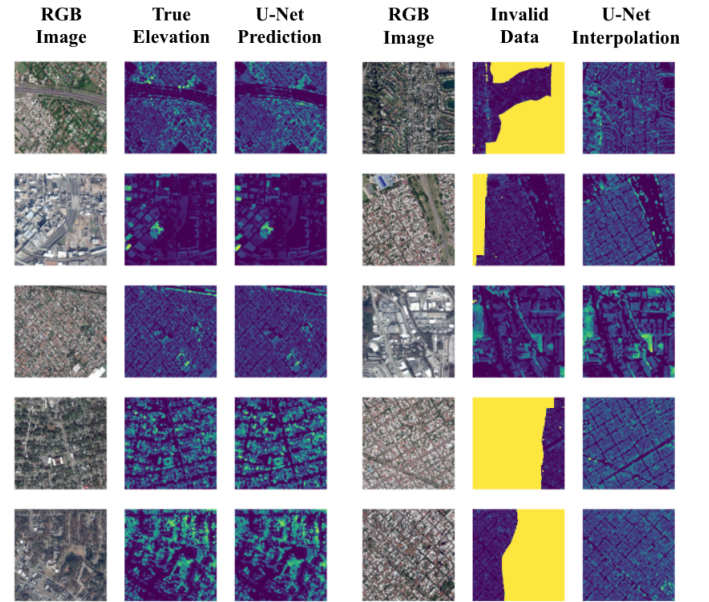 RGB
Image
True
Elevation
U-Net
Prediction
RGB
Image
Invalid
Data
U-Net
Interpolation